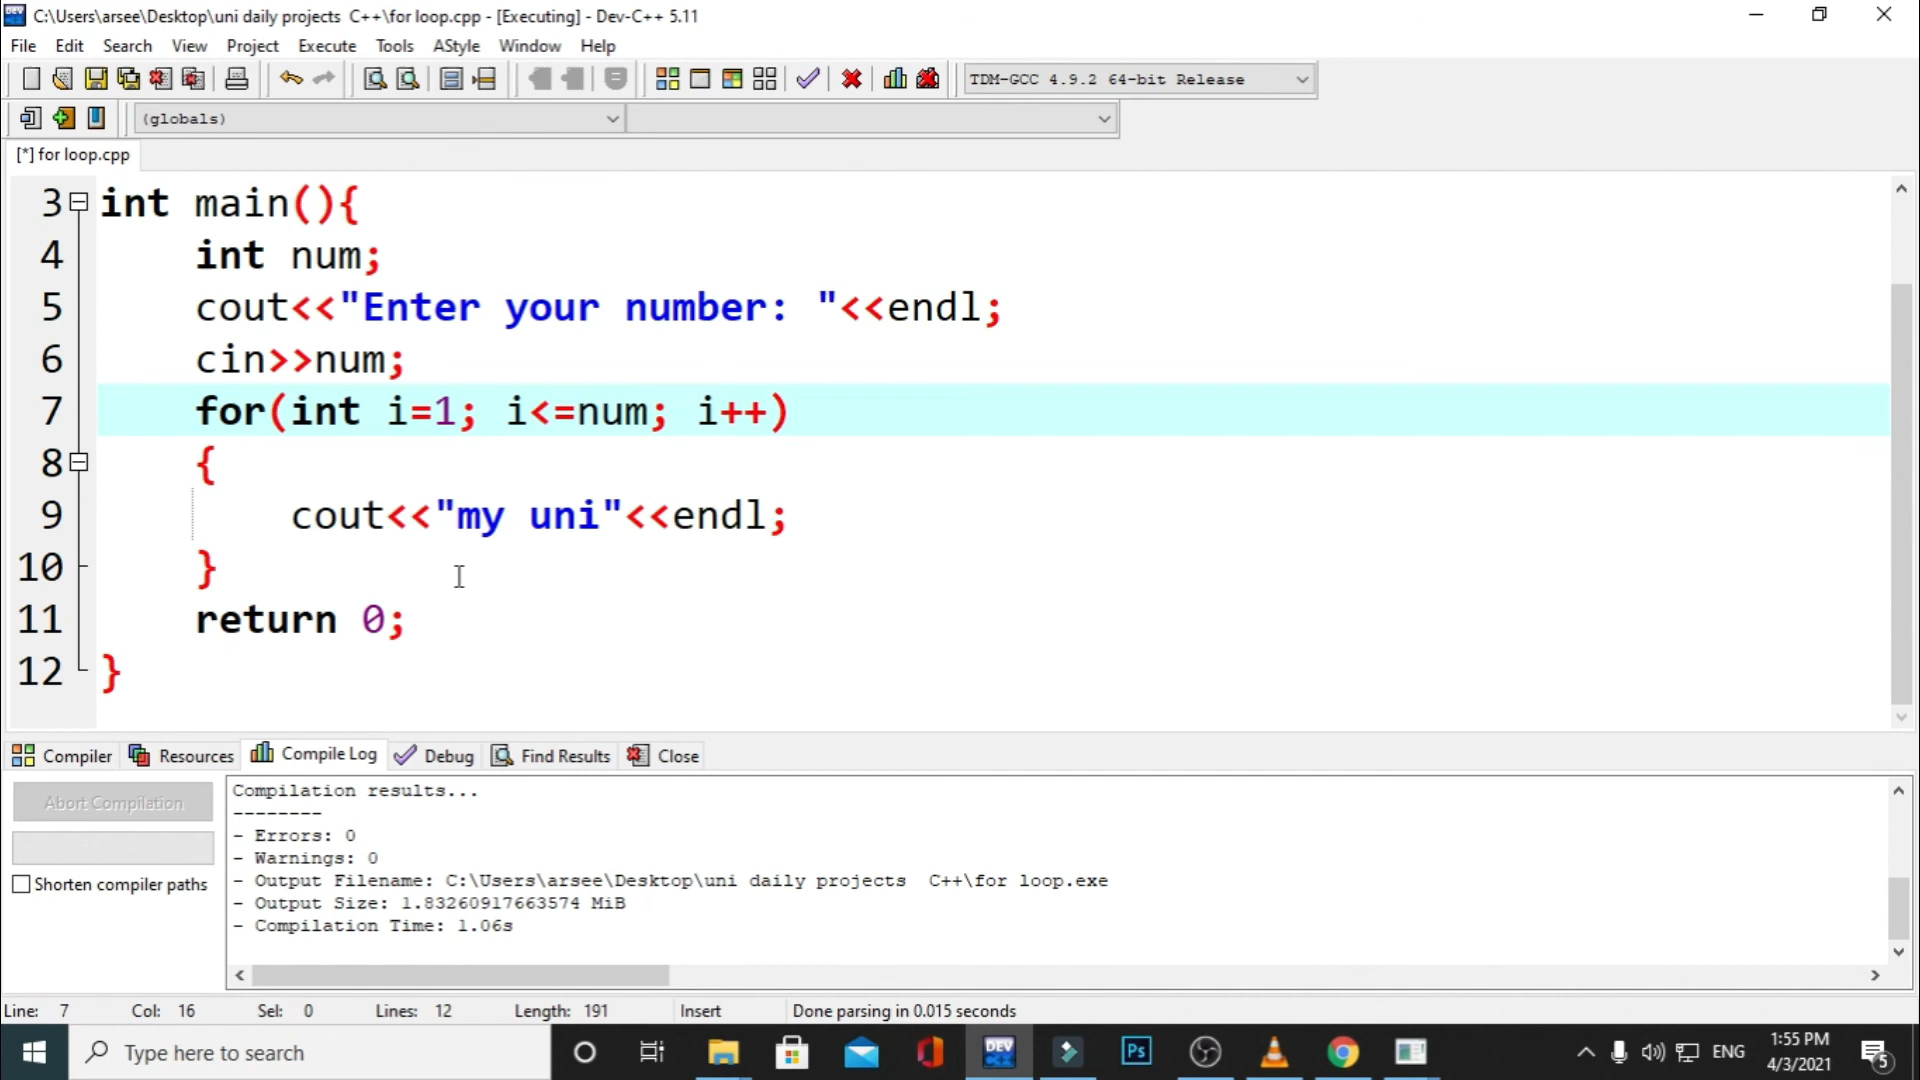 C:\Users\arsee\Desktop\uni daily projects  C++\for loop.cpp - [Executing] - Dev-C++ 5.11
File Edit Search View Project Execute Tools AStyle Window Help
TDM-GCC 4.9.2 64-bit Release
(globals)
[*] for loop.cpp
3 int main(){
4 int num;
5 cout<<"Enter your number: "<<endl;
6 cin>>num;
7 for(int i=1; i<=num; i++)
8 {
9 cout<<"my uni"<<endl;
10 }
11 return 0;
12 }
Compiler Resources Compile Log Debug Find Results Close
Abort Compilation
Shorten compiler paths
Compilation results...
--------
- Errors: 0
- Warnings: 0
- Output Filename: C:\Users\arsee\Desktop\uni daily projects  C++\for loop.exe
- Output Size: 1.83260917663574 MiB
- Compilation Time: 1.06s
Line: 7 Col: 16 Sel: 0 Lines: 12 Length: 191 Insert Done parsing in 0.015 seconds
Type here to search
DEV C++
Ps
ENG
1:55 PM
4/3/2021
5